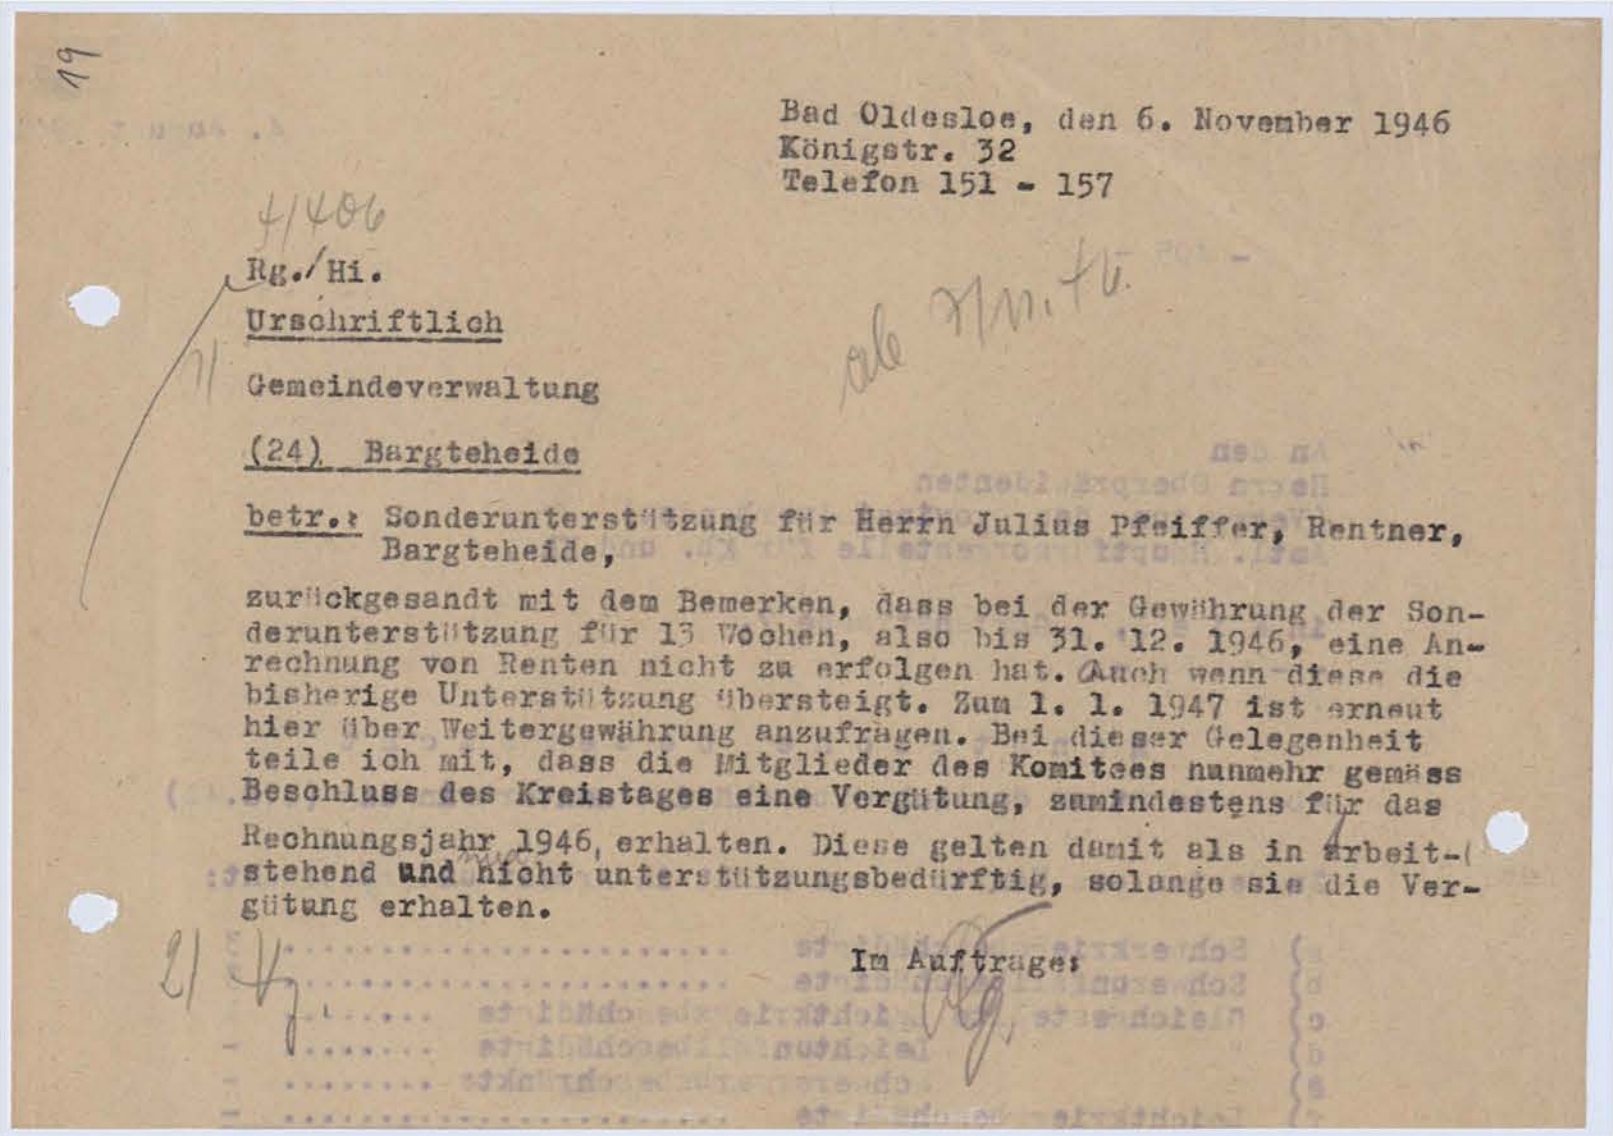 19
Bad Oldesloe, den 6. November 1946
Königstr. 32
Telefon 151 - 157
4/406
Rg./Hi.
Urschriftlich
1/
Gemeindeverwaltung
(24) Bargteheide
betr.: Sonderunterstützung für Herrn Julius Pfeiffer, Rentner,
Bargteheide,
zurückgesandt mit dem Bemerken, dass bei der Gewährung der Son-
derunterstützung für 13 Wochen, also bis 31. 12. 1946, eine An-
rechnung von Renten nicht zu erfolgen hat. Auch wenn diese die
bisherige Unterstützung übersteigt. Zum 1. 1. 1947 ist erneut
hier über Weitergewährung anzufragen. Bei dieser Gelegenheit
teile ich mit, dass die Mitglieder des Komitees nunmehr gemäss
Beschluss des Kreistages eine Vergütung, zumindestens für das
Rechnungsjahr 1946, erhalten. Diese gelten damit als in Arbeit-
stehend und nicht unterstützungsbedürftig, solange sie die Ver-
gütung erhalten.
Im Auftrage:
2/